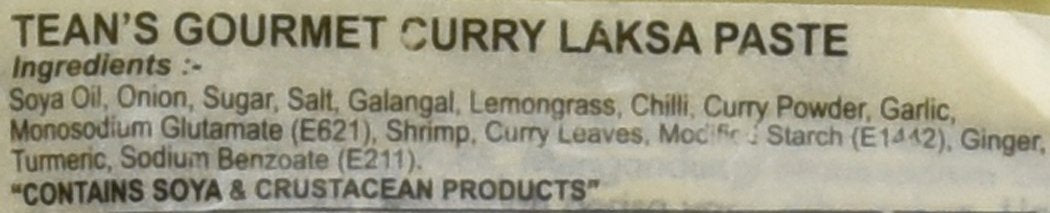 TEAN'S GOURMET CURRY LAKSA PASTE
Ingredients :-
Soya Oil, Onion, Sugar, Salt, Galangal, Lemongrass, Chilli, Curry Powder, Garlic,
Monosodium Glutamate (E621), Shrimp, Curry Leaves, Modified Starch (E1442), Ginger,
Turmeric, Sodium Benzoate (E211).
"CONTAINS SOYA & CRUSTACEAN PRODUCTS"